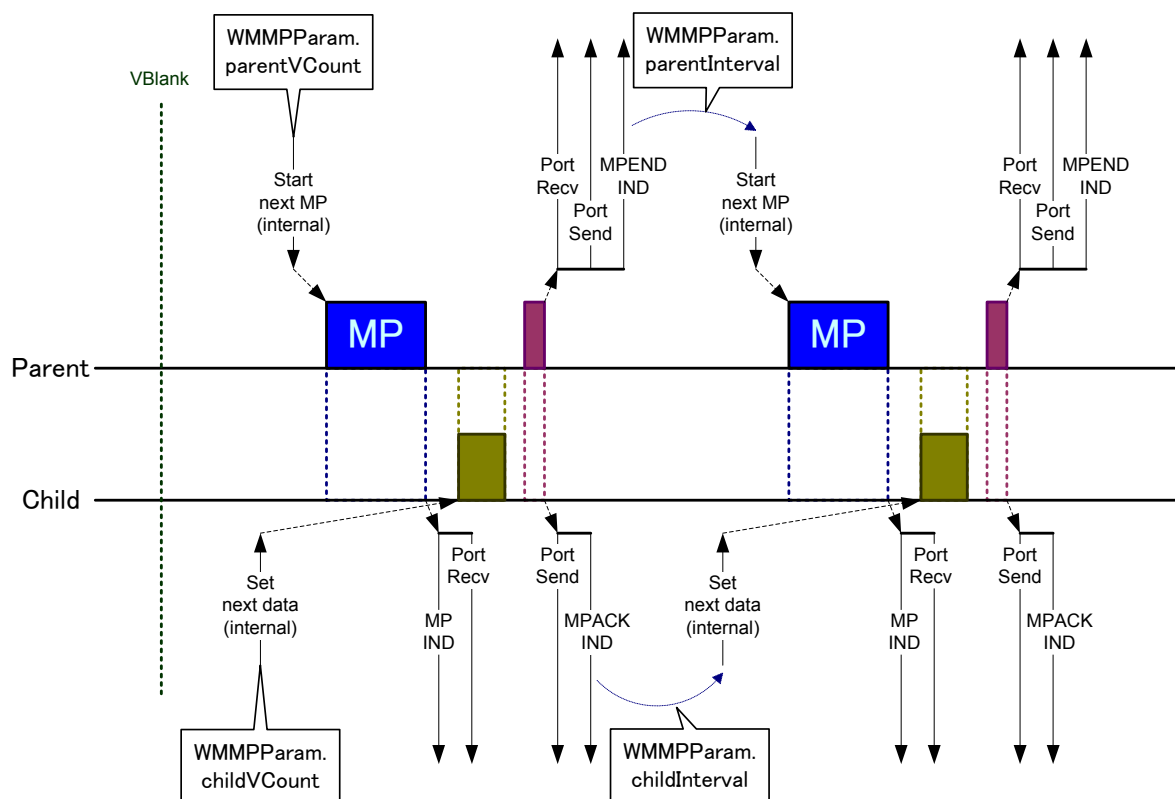 WMMPParam.
parentVCount
WMMPParam.
parentInterval
VBlank
Port
Recv
MPEND
IND
Port
Send
Start
next MP
(internal)
Start
next MP
(internal)
Port
Recv
MPEND
IND
Port
Send
MP
MP
Parent
Child
Set
next data
(internal)
Port
Recv
MP
IND
Port
Send
MPACK
IND
Set
next data
(internal)
Port
Recv
MP
IND
Port
Send
MPACK
IND
WMMPParam.
childVCount
WMMPParam.
childInterval